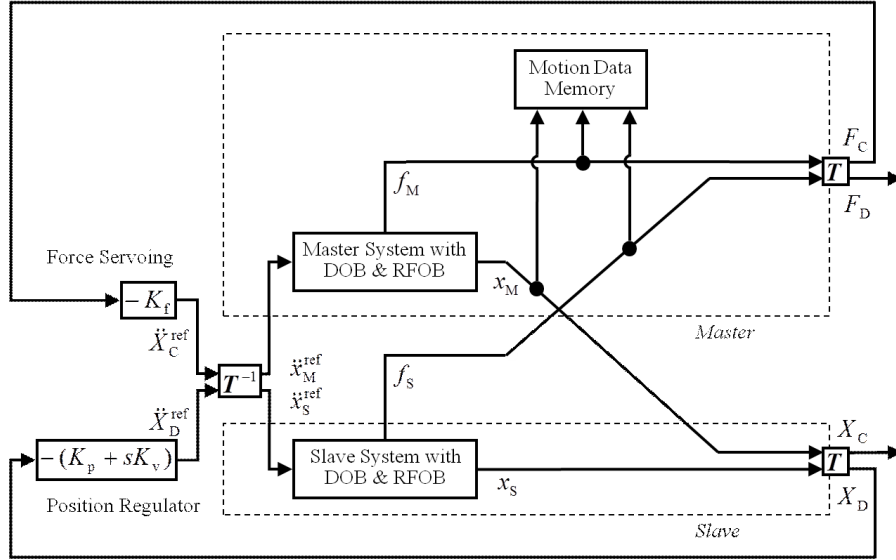 Motion Data
Memory
F_C
T
F_D
f_M
Master System with
DOB & RFOB
x_M
Force Servoing
− K_f
Ẍ_C^ref
Master
T^−1
ẍ_M^ref
ẍ_S^ref
f_S
Ẍ_D^ref
−(K_p + sK_v)
Position Regulator
Slave System with
DOB & RFOB
x_S
X_C
T
X_D
Slave